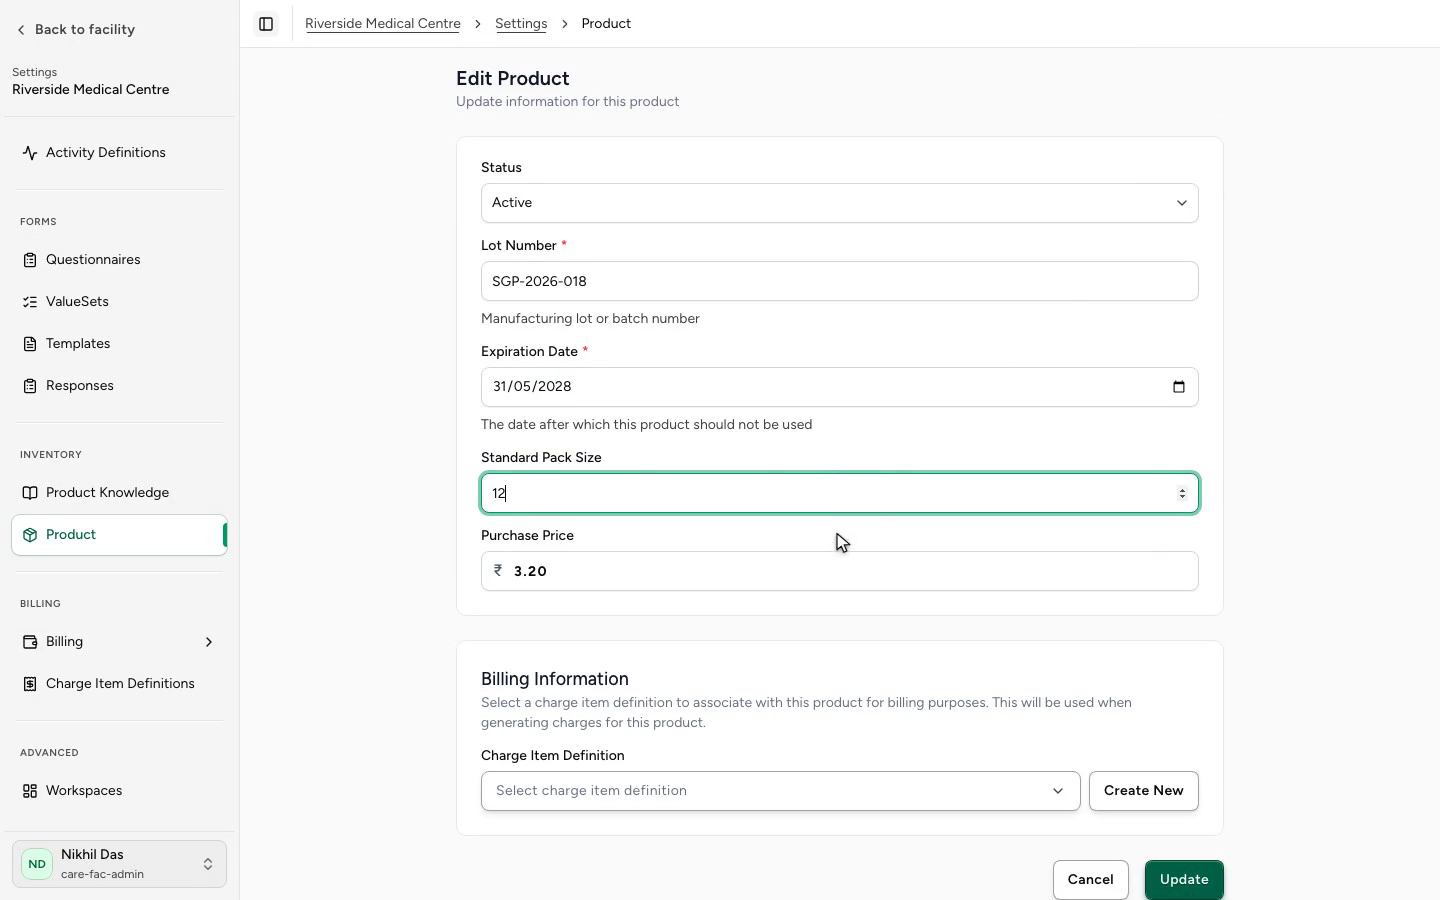 Back to facility
Settings
Riverside Medical Centre
Activity Definitions
FORMS
Questionnaires
ValueSets
Templates
Responses
INVENTORY
Product Knowledge
Product
BILLING
Billing
Charge Item Definitions
ADVANCED
Workspaces
ND
Nikhil Das
care-fac-admin
Riverside Medical Centre > Settings > Product
Edit Product
Update information for this product
Status
Active
Lot Number *
SGP-2026-018
Manufacturing lot or batch number
Expiration Date *
31/05/2028
The date after which this product should not be used
Standard Pack Size
12
Purchase Price
₹ 3.20
Billing Information
Select a charge item definition to associate with this product for billing purposes. This will be used when
generating charges for this product.
Charge Item Definition
Select charge item definition
Create New
Cancel
Update